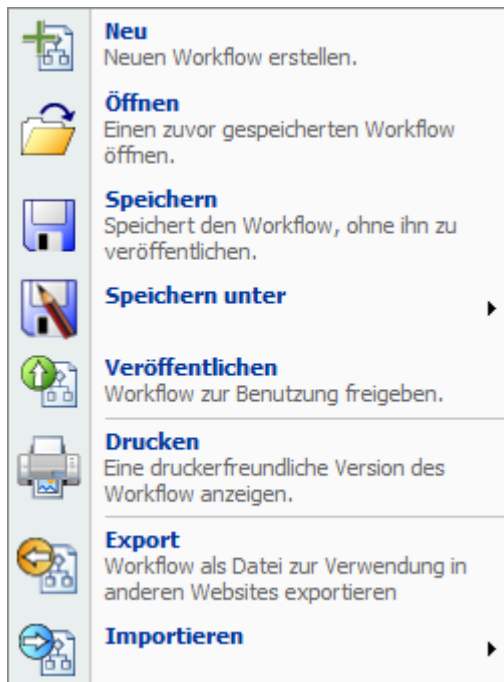 Neu
Neuen Workflow erstellen.
Öffnen
Einen zuvor gespeicherten Workflow
öffnen.
Speichern
Speichert den Workflow, ohne ihn zu
veröffentlichen.
Speichern unter
Veröffentlichen
Workflow zur Benutzung freigeben.
Drucken
Eine druckerfreundliche Version des
Workflow anzeigen.
Export
Workflow als Datei zur Verwendung in
anderen Websites exportieren
Importieren